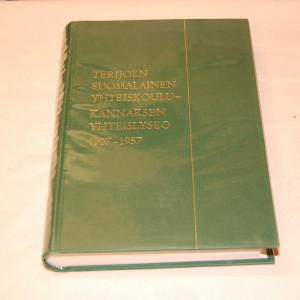 TERIJOEN
SUOMALAINEN
YHTEISKOULU –
KANNAKSEN
YHTEISLYSEO
1907-1957